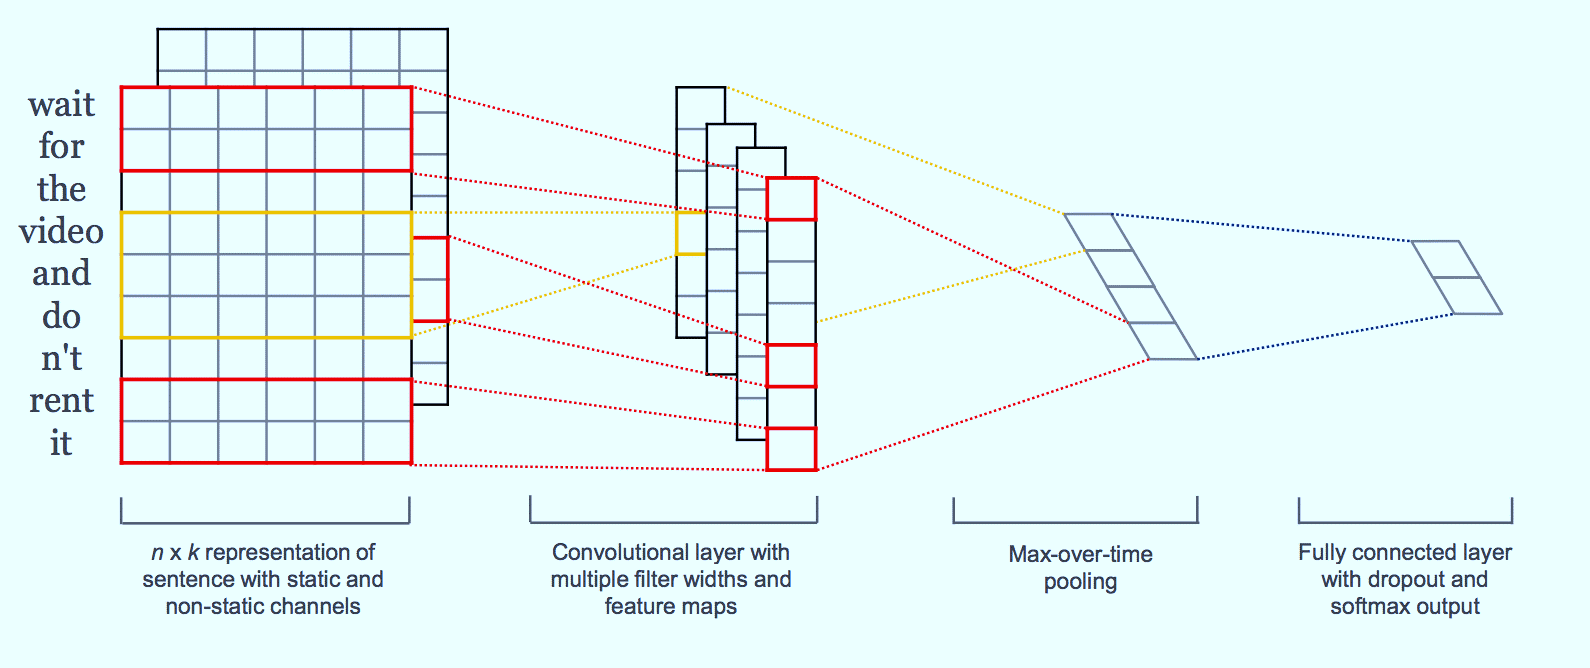 wait
for
the
video
and
do
n't
rent
it
n x k representation of
sentence with static and
non-static channels
Convolutional layer with
multiple filter widths and
feature maps
Max-over-time
pooling
Fully connected layer
with dropout and
softmax output